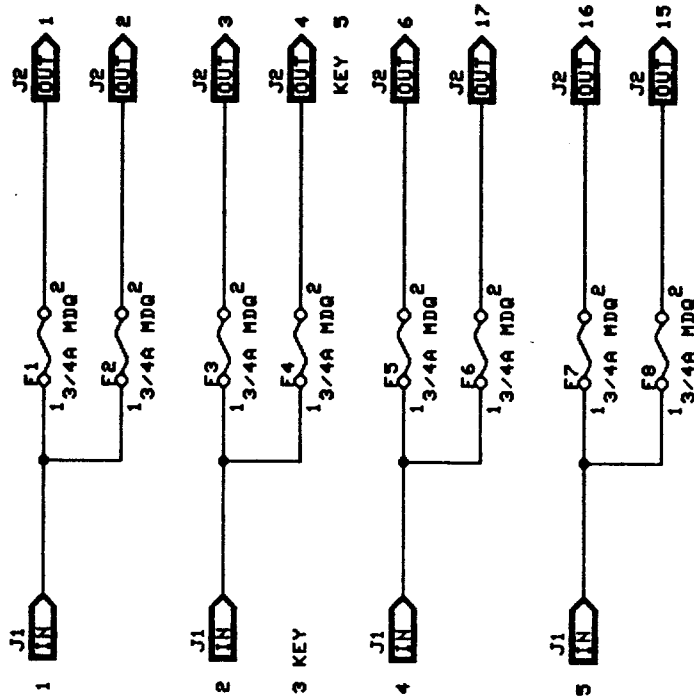 J1 F1 J2
1 IN 1 2 OUT 1
3/4A MDQ
F2 J2
1 2 OUT 2
3/4A MDQ
J1 F3 J2
2 IN 1 2 OUT 3
3/4A MDQ
F4 J2
3 KEY 1 2 OUT 4
3/4A MDQ
KEY 5
J1 F5 J2
4 IN 1 2 OUT 6
3/4A MDQ
F6 J2
1 2 OUT 17
3/4A MDQ
J1 F7 J2
5 IN 1 2 OUT 16
3/4A MDQ
F8 J2
1 2 OUT 15
3/4A MDQ